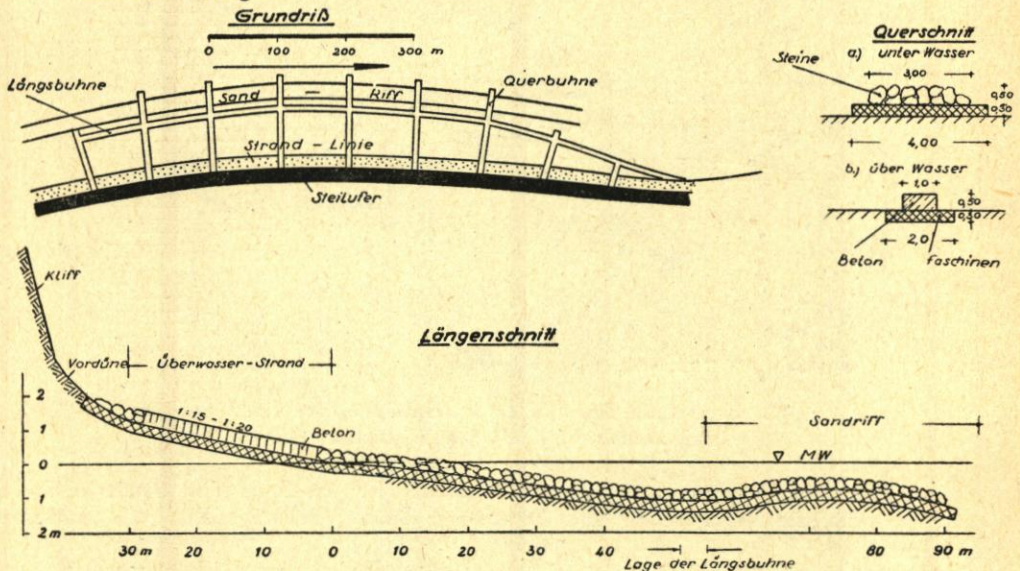 Grundriß
0 100 200 300 m
Längsbuhne
Sand – Riff
Querbuhne
Strand – Linie
Steilufer
Querschnitt
a.) unter Wasser
Steine
3,00
0,50
0,50
4,00
b.) über Wasser
1,0
0,50
0,50
2,0
Beton
Faschinen
Längenschnitt
Kliff
Vordüne
Überwasser-Strand
1:15 - 1:20
Beton
Sandriff
MW
2
1
0
1
2m
30 m 20 10 0 10 20 30 40 80 90 m
Lage der Längsbuhne